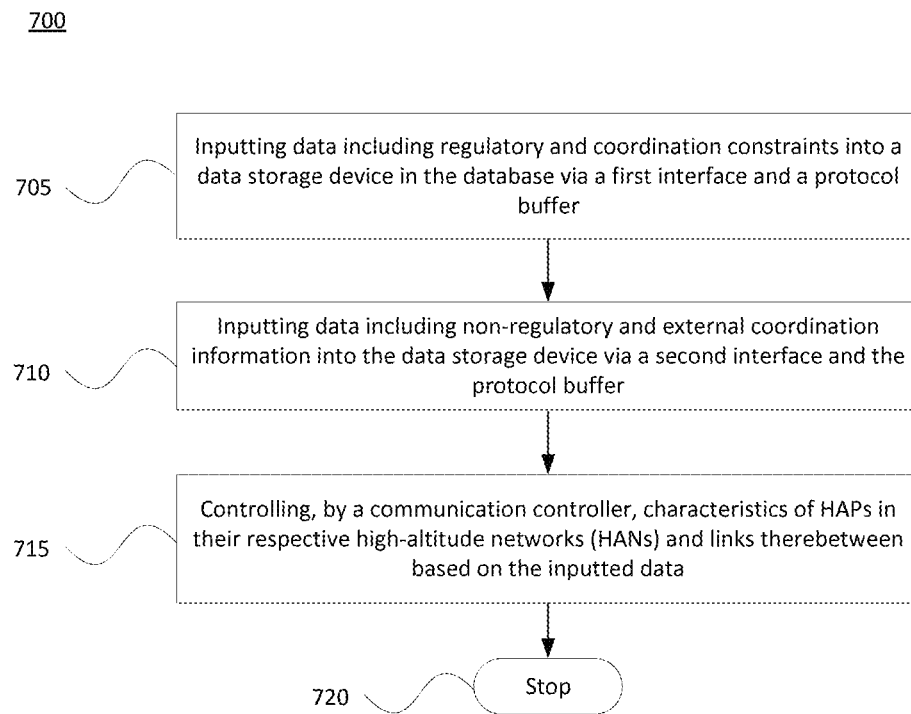 700
705
Inputting data including regulatory and coordination constraints into a
data storage device in the database via a first interface and a protocol
buffer
710
Inputting data including non-regulatory and external coordination
information into the data storage device via a second interface and the
protocol buffer
715
Controlling, by a communication controller, characteristics of HAPs in
their respective high-altitude networks (HANs) and links therebetween
based on the inputted data
720
Stop